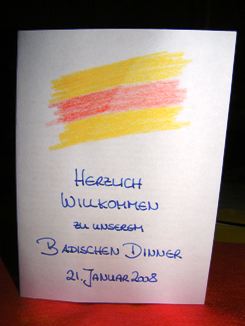 HERZLICH
WILLKOMMEN
ZU UNSEREM
BADISCHEN DINNER
21. JANUAR 2008